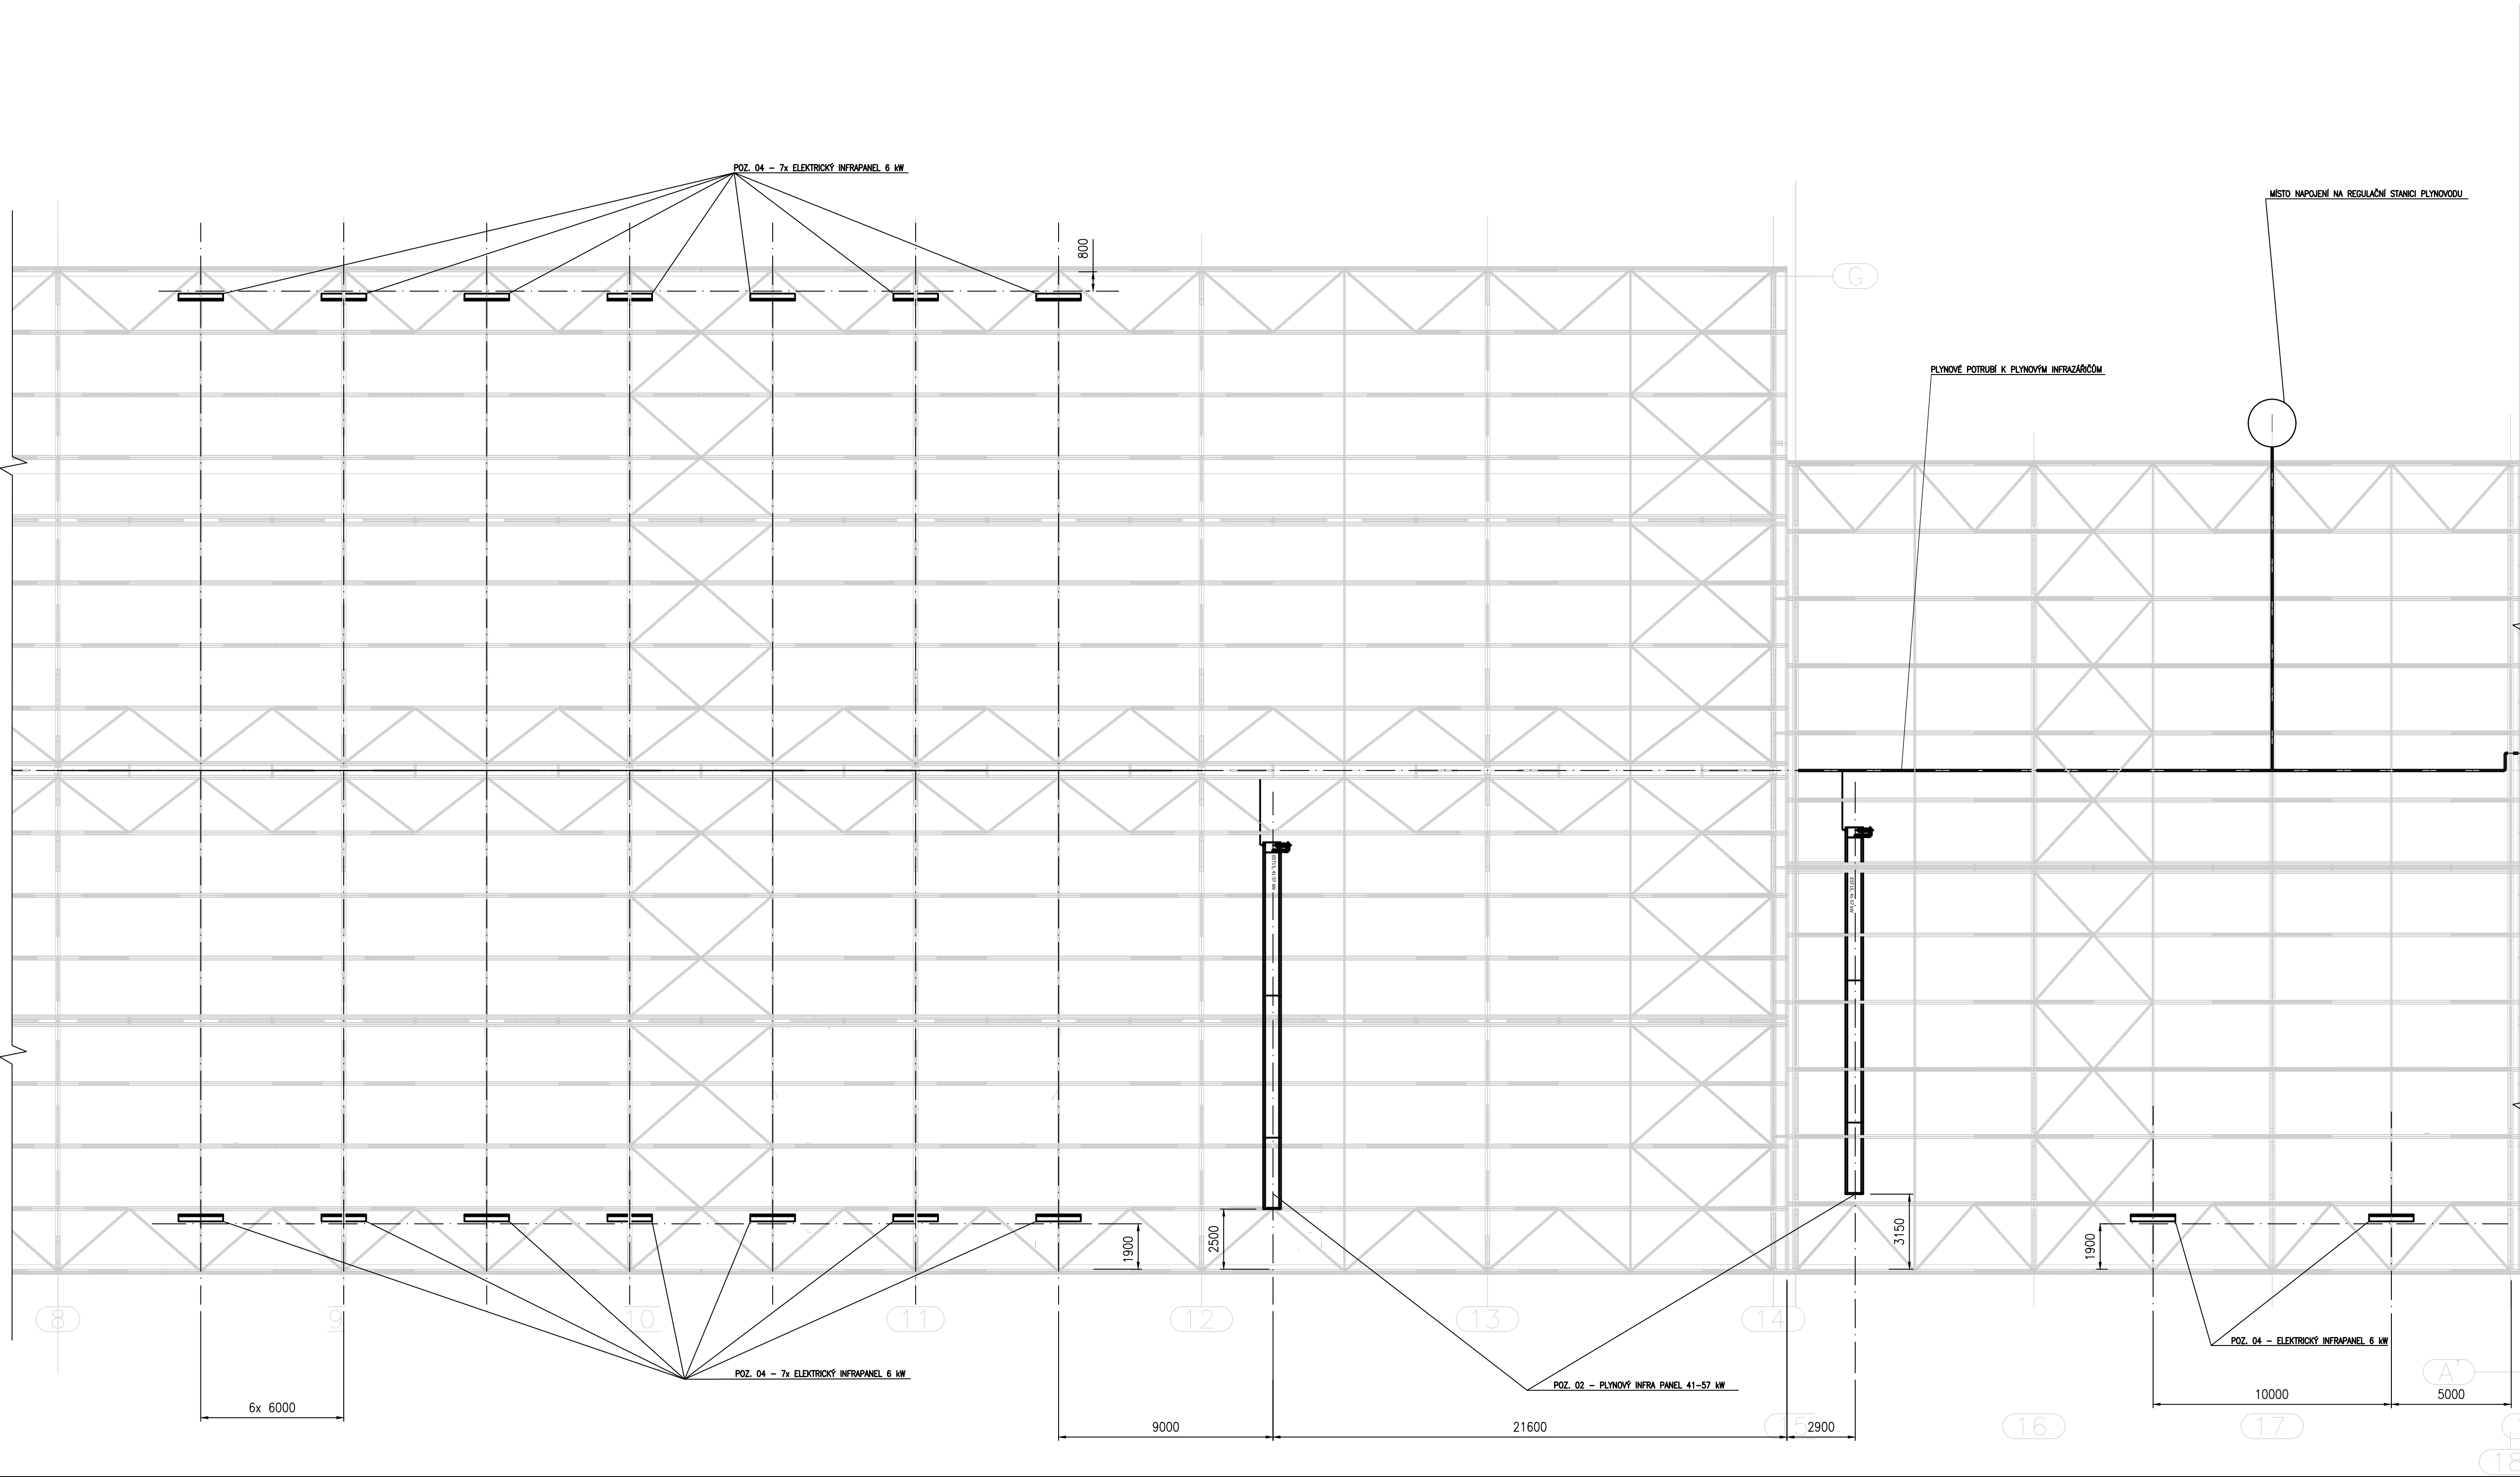 POZ. 04 – 7x ELEKTRICKÝ INFRAPANEL 6 kW
MÍSTO NAPOJENÍ NA REGULAČNÍ STANICI PLYNOVODU
800
G
PLYNOVÉ POTRUBÍ K PLYNOVÝM INFRAZÁŘIČŮM
1900
2500
3150
1900
8
9
10
11
12
13
14
POZ. 04 – ELEKTRICKÝ INFRAPANEL 6 kW
POZ. 04 – 7x ELEKTRICKÝ INFRAPANEL 6 kW
A'
POZ. 02 – PLYNOVÝ INFRA PANEL 41–57 kW
10000
5000
6x 6000
9000
21600
15
2900
16
17
18